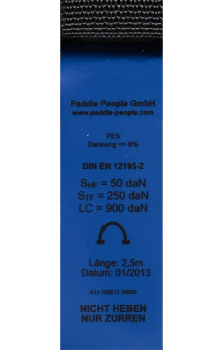 Paddle People GmbH
www.paddle-people.com
PES
Dehnung <= 6%
DIN EN 12195-2
SHF = 50 daN
STF = 250 daN
LC = 900 daN
Länge: 2,5m
Datum: 01/2013
NICHT HEBEN
NUR ZURREN